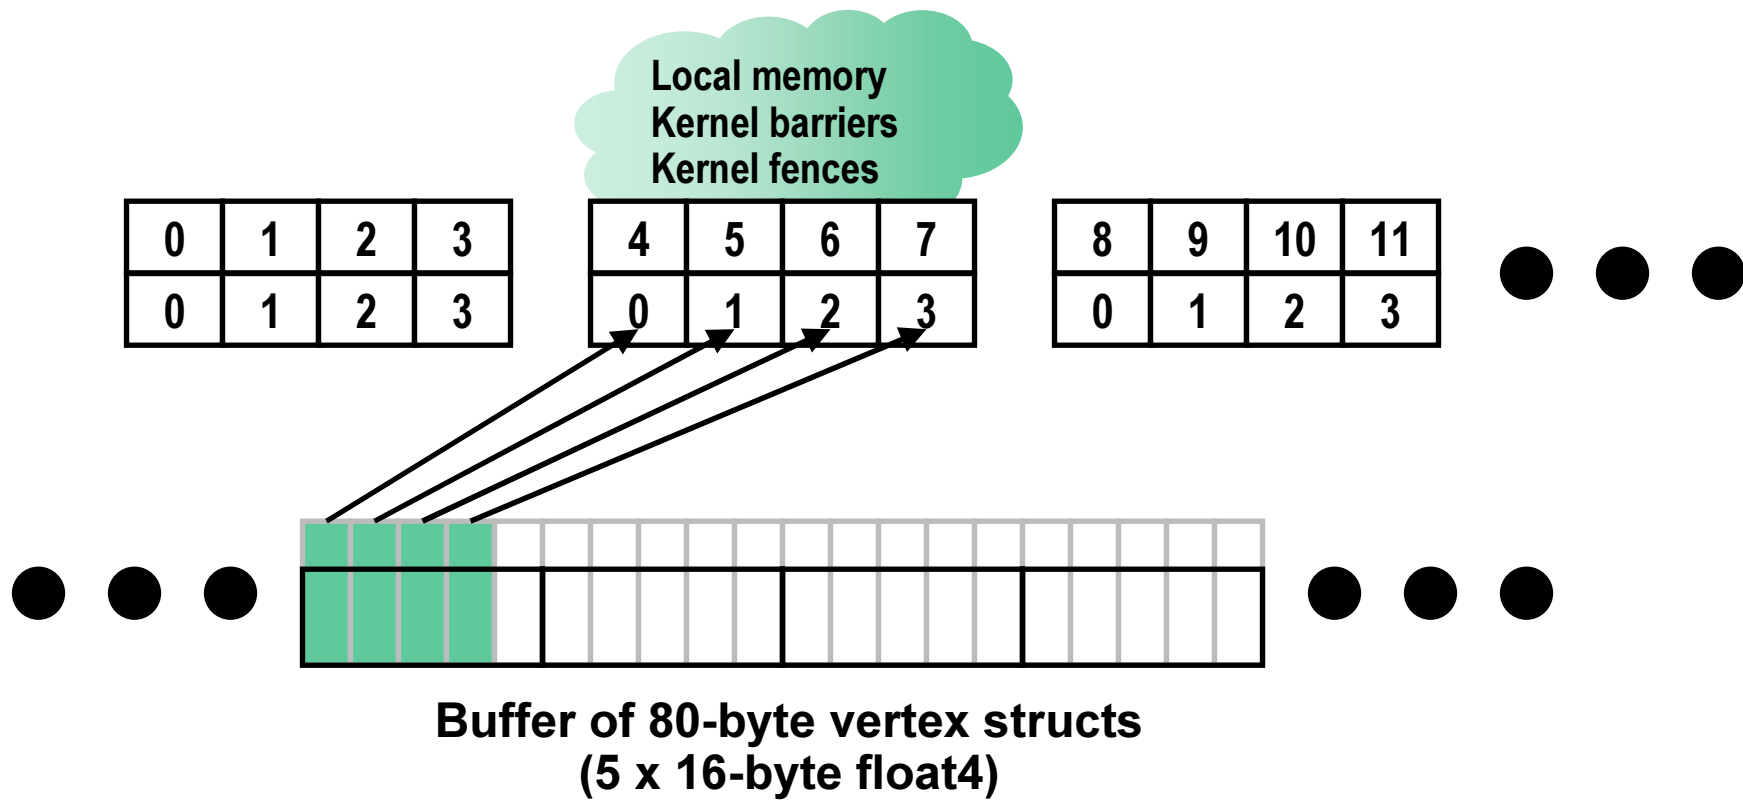 Local memory
Kernel barriers
Kernel fences
0 1 2 3 4 5 6 7 8 9 10 11
0 1 2 3 0 1 2 3 0 1 2 3
Buffer of 80-byte vertex structs
(5 x 16-byte float4)